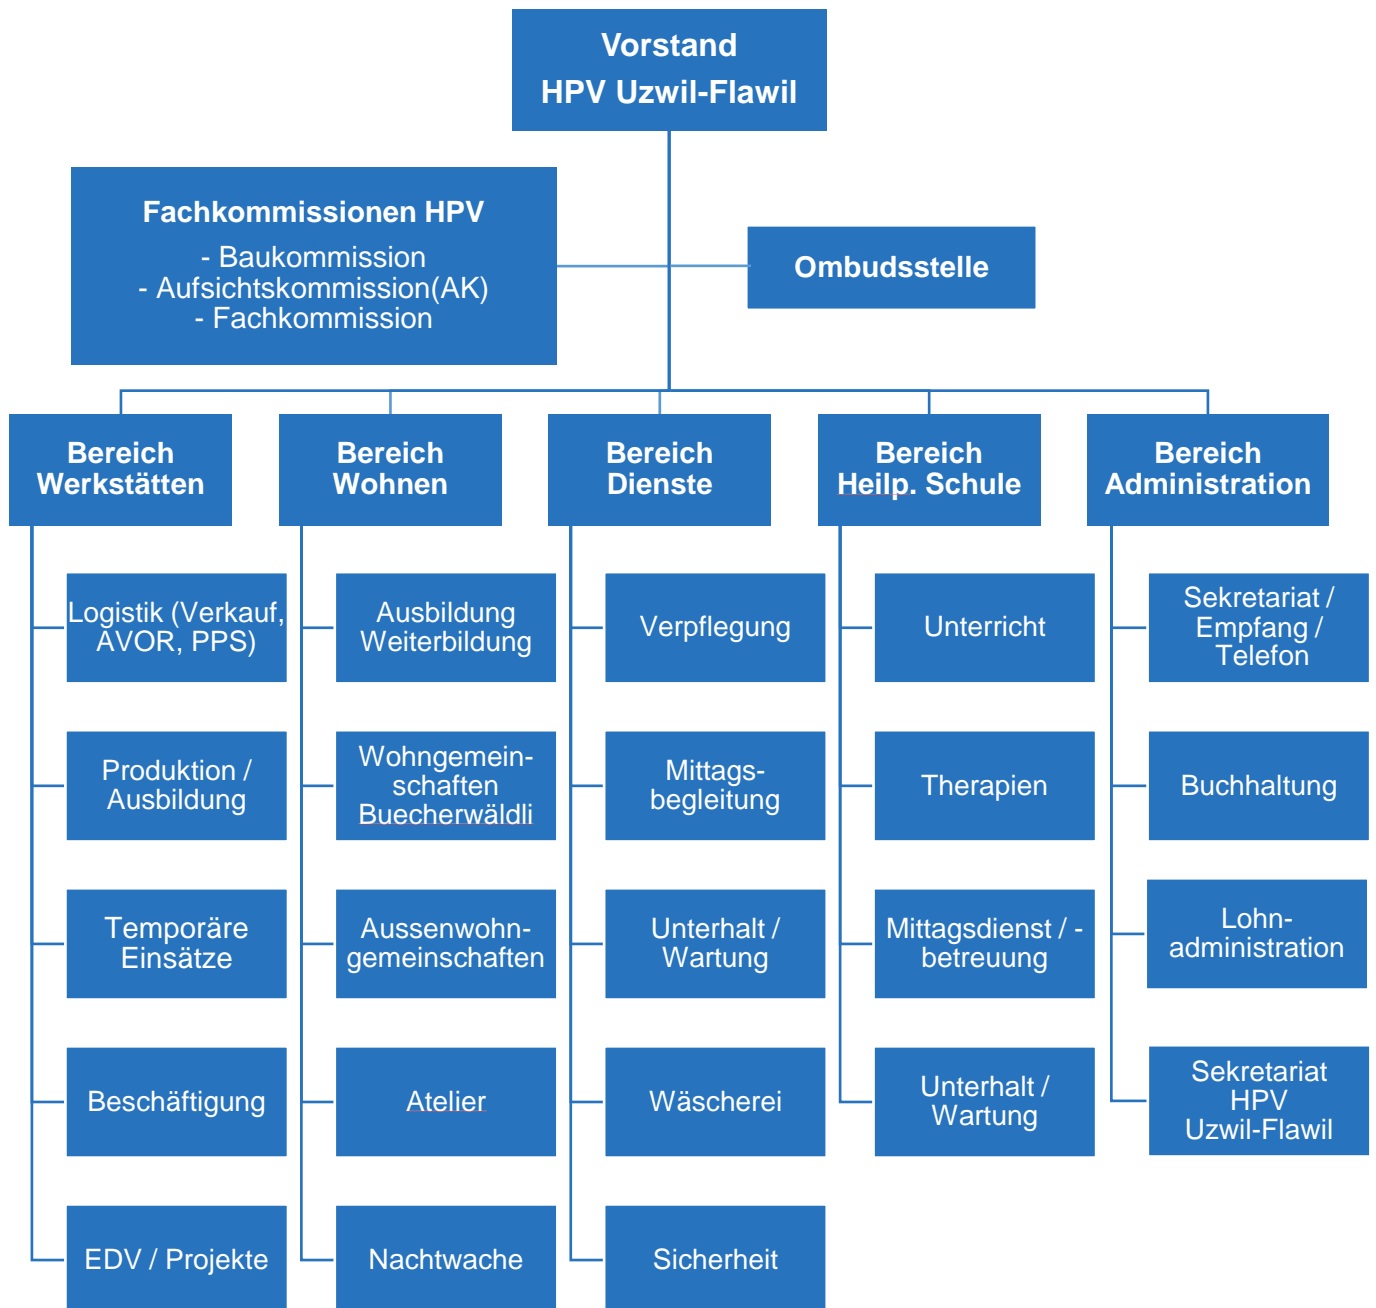 Vorstand
HPV Uzwil-Flawil
Fachkommissionen HPV
- Baukommission
- Aufsichtskommission(AK)
- Fachkommission
Ombudsstelle
Bereich
Werkstätten
Logistik (Verkauf,
AVOR, PPS)
Produktion /
Ausbildung
Temporäre
Einsätze
Beschäftigung
EDV / Projekte
Bereich
Wohnen
Ausbildung
Weiterbildung
Wohngemein-
schaften
Buecherwäldli
Aussenwohn-
gemeinschaften
Atelier
Nachtwache
Bereich
Dienste
Verpflegung
Mittags-
begleitung
Unterhalt /
Wartung
Wäscherei
Sicherheit
Bereich
Heilp. Schule
Unterricht
Therapien
Mittagsdienst / -
betreuung
Unterhalt /
Wartung
Bereich
Administration
Sekretariat /
Empfang /
Telefon
Buchhaltung
Lohn-
administration
Sekretariat
HPV
Uzwil-Flawil